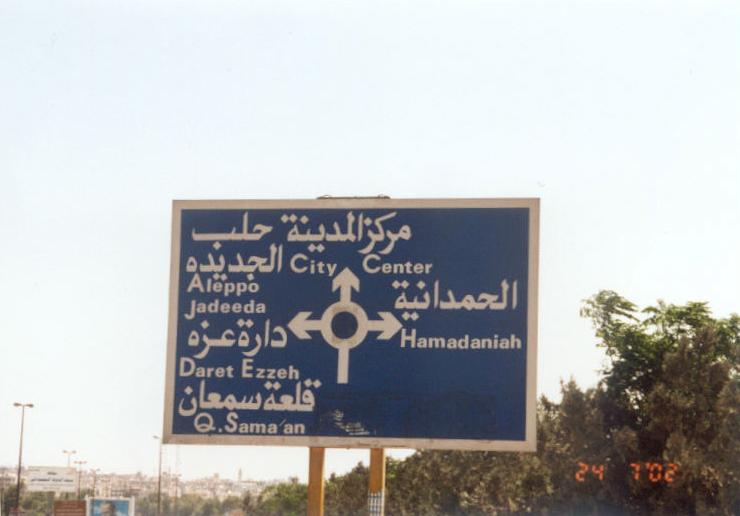 مركز المدينة
City Center
حلب
الجديده
Aleppo
Jadeeda
دارة عزه
Daret Ezzeh
قلعة سمعان
Q.Sama'an
الحمدانية
Hamadaniah
24 7'02